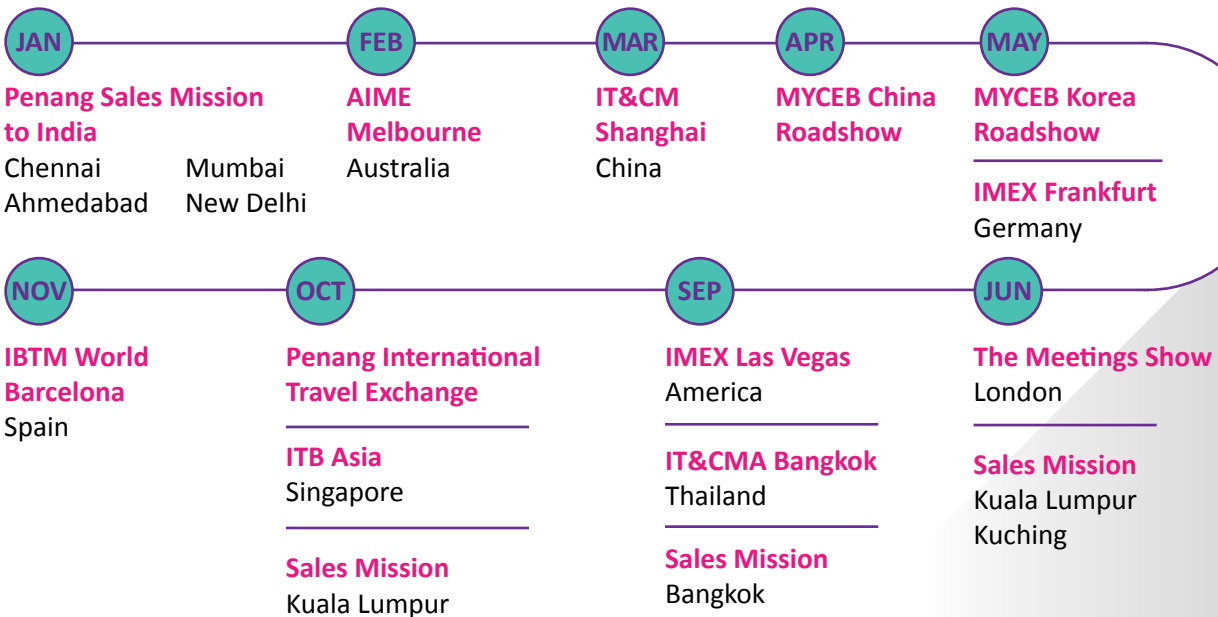 JAN
Penang Sales Mission
to India
Chennai Mumbai
Ahmedabad New Delhi
FEB
AIME
Melbourne
Australia
MAR
IT&CM
Shanghai
China
APR
MYCEB China
Roadshow
MAY
MYCEB Korea
Roadshow
IMEX Frankfurt
Germany
NOV
IBTM World
Barcelona
Spain
OCT
Penang International
Travel Exchange
ITB Asia
Singapore
Sales Mission
Kuala Lumpur
SEP
IMEX Las Vegas
America
IT&CMA Bangkok
Thailand
Sales Mission
Bangkok
JUN
The Meetings Show
London
Sales Mission
Kuala Lumpur
Kuching